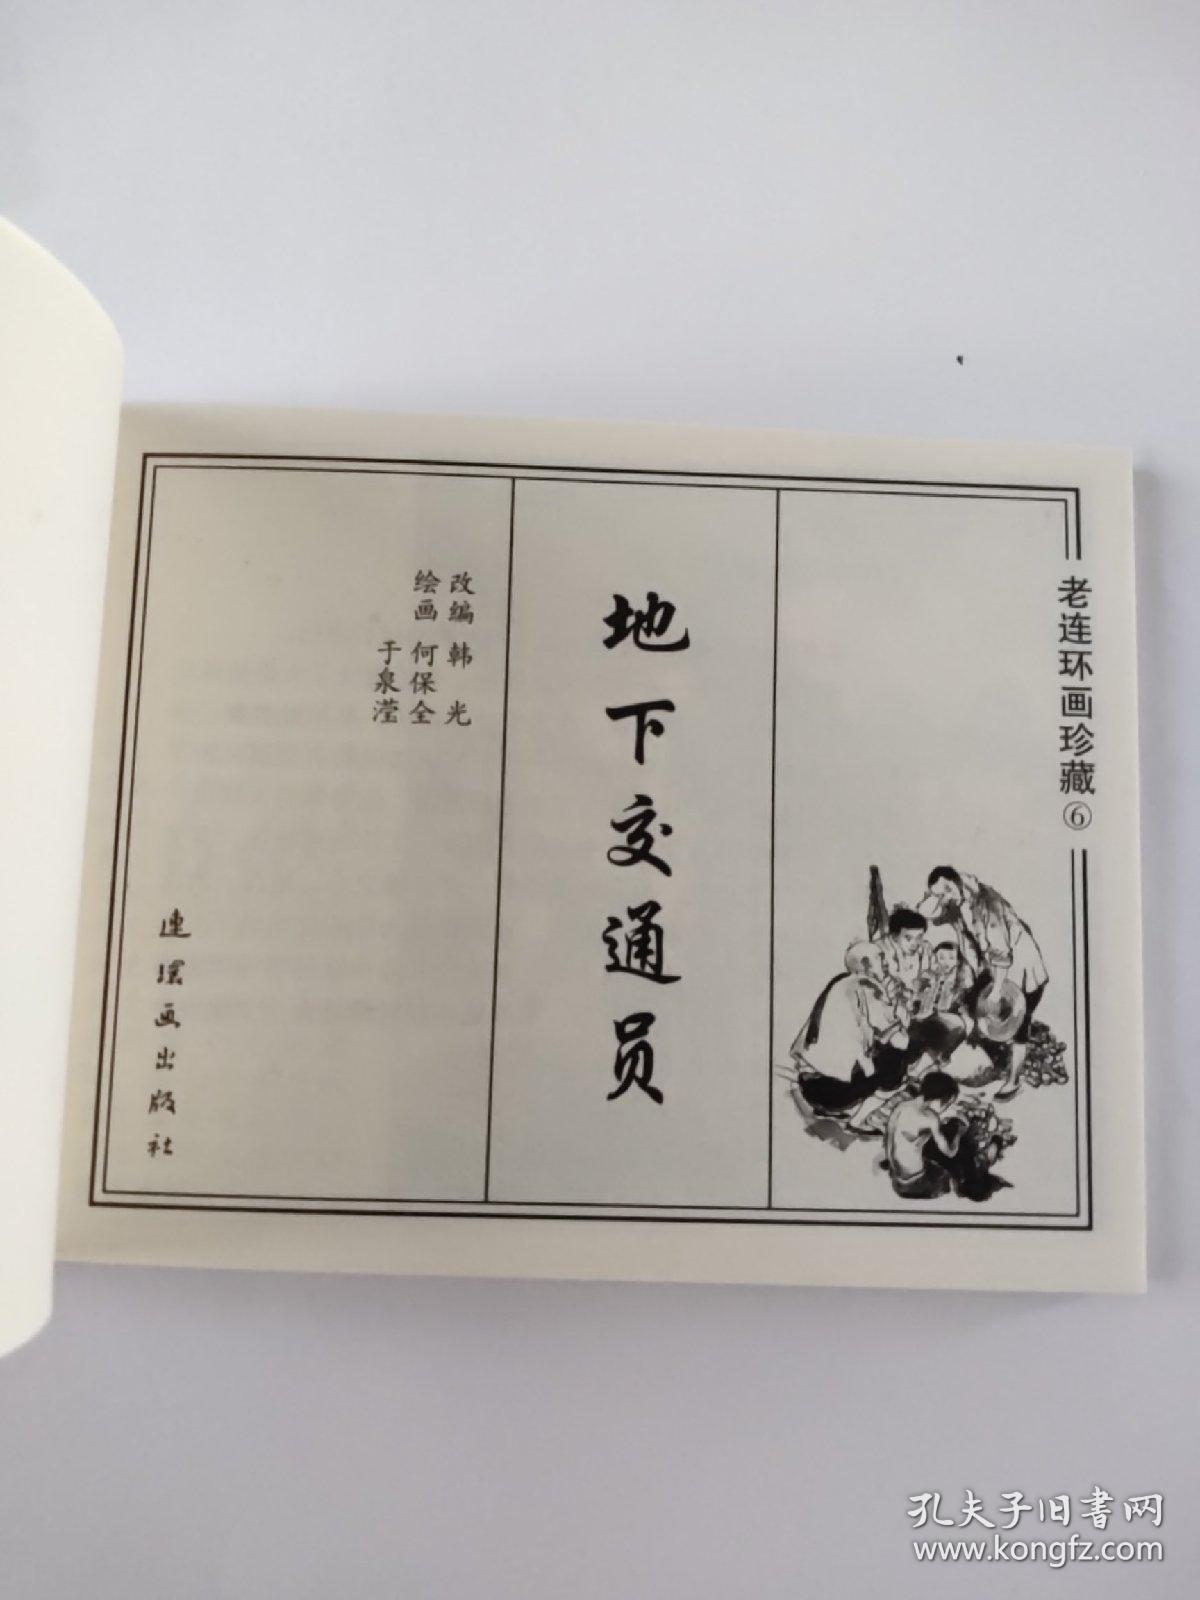 老连环画珍藏⑥
地下交通员
改编 韩光
绘画 何保全
于泉滢
连环画出版社
孔夫子旧书网
www.kongfz.com